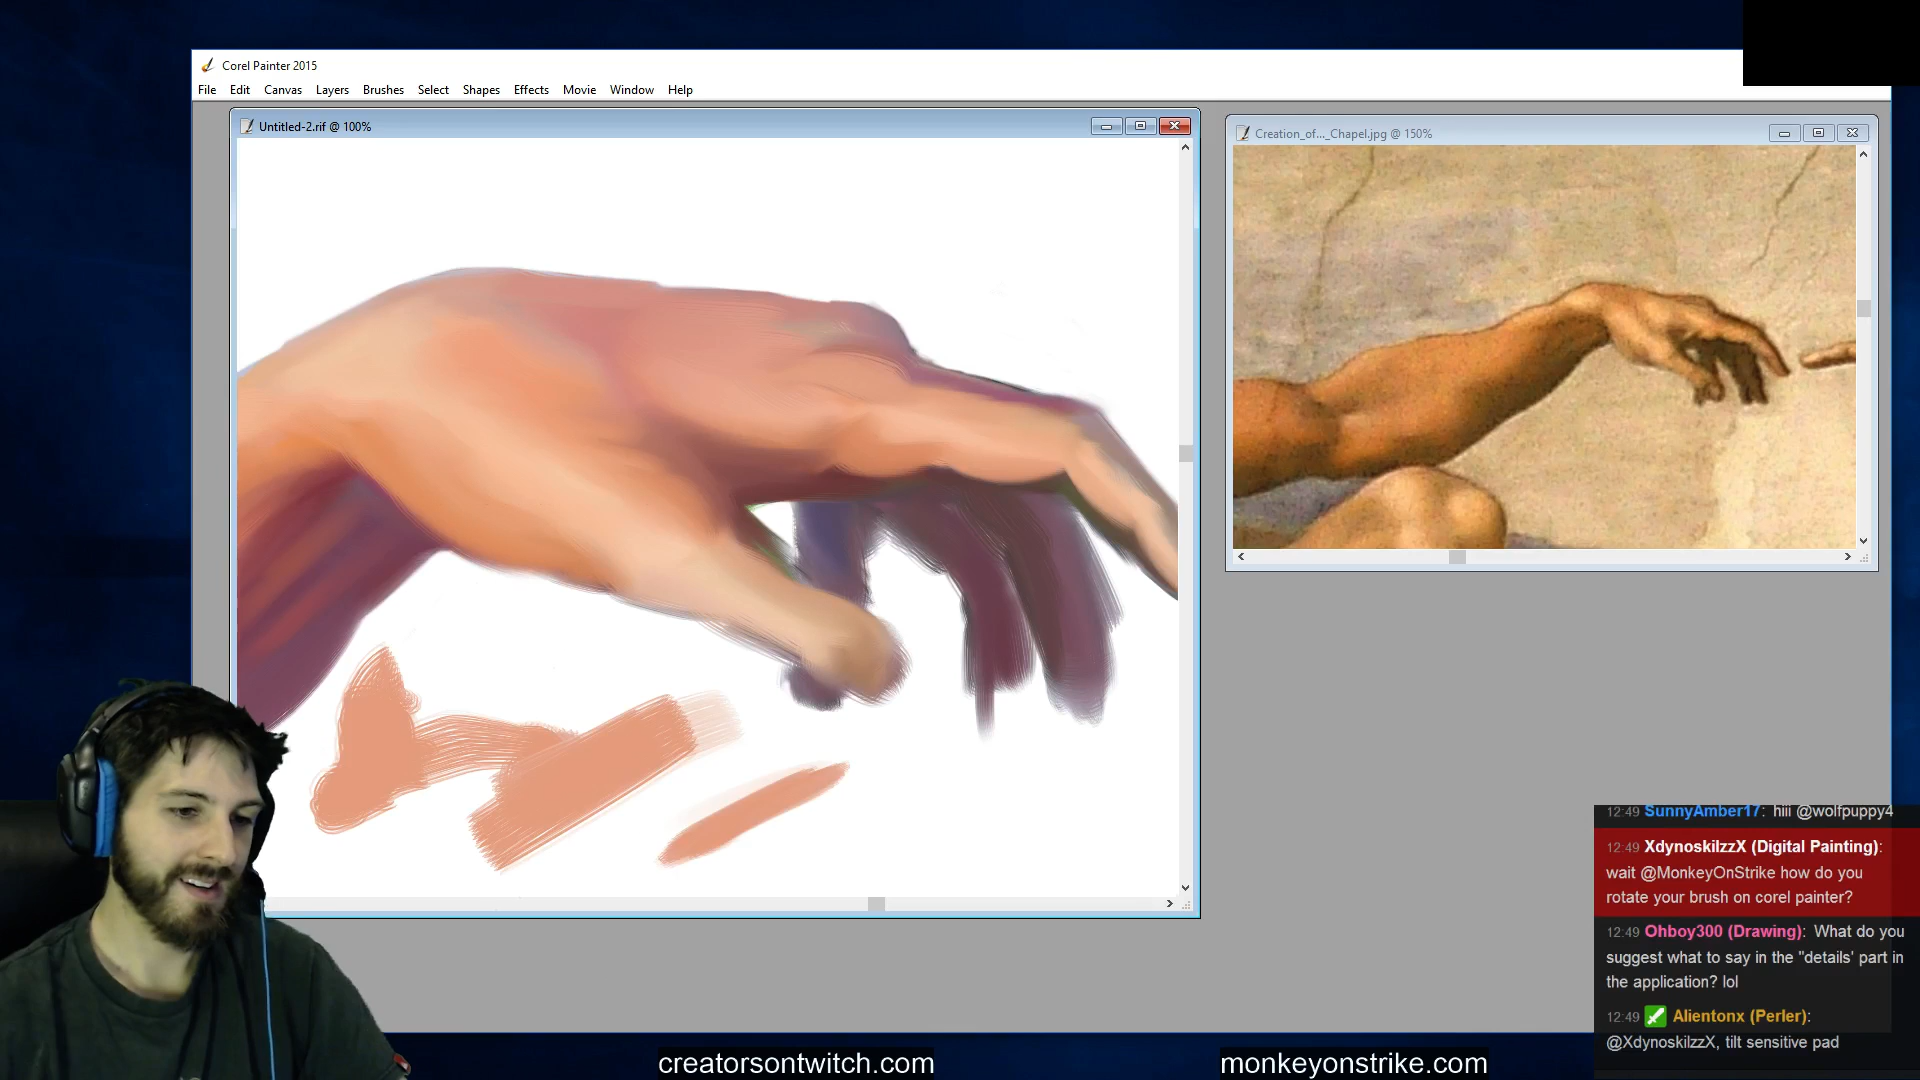 Corel Painter 2015
File Edit Canvas Layers Brushes Select Shapes Effects Movie Window Help
Untitled-2.rif @ 100%
Creation_of..._Chapel.jpg @ 150%
12:49 SunnyAmber17: hiii @wolfpuppy4
12:49 XdynoskilzzX (Digital Painting):
wait @MonkeyOnStrike how do you
rotate your brush on corel painter?
12:49 Ohboy300 (Drawing): What do you
suggest what to say in the "details' part in
the application? lol
12:49 Alientonx (Perler):
@XdynoskilzzX, tilt sensitive pad
creatorsontwitch.com
monkeyonstrike.com